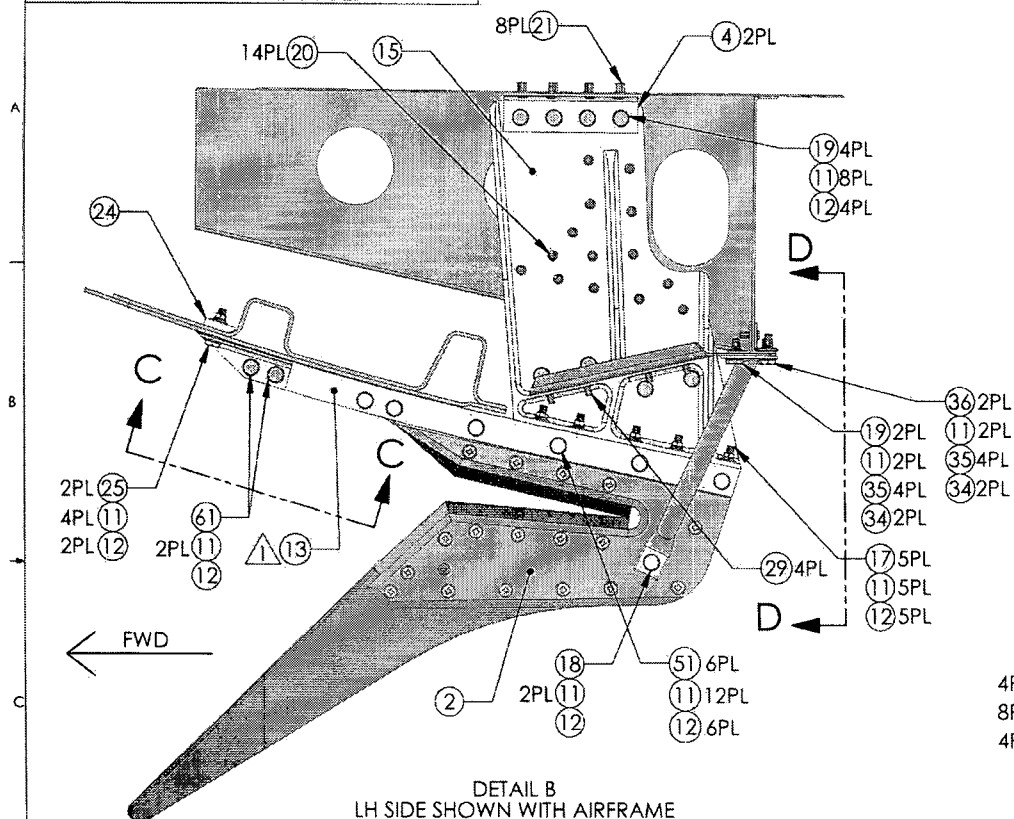 8PL 21
4 2PL
14PL 20
15
A
19 4PL
11 8PL
12 4PL
24
D
C
B
36 2PL
19 2PL
11 2PL
11 2PL
35 4PL
35 4PL
34 2PL
34 2PL
C
2PL 25
4PL 11
2PL 12
61
2PL 11
12
1 13
29 4PL
17 5PL
11 5PL
12 5PL
D
FWD
2
18
2PL 11
12
51 6PL
11 12PL
12 6PL
C
DETAIL B
LH SIDE SHOWN WITH AIRFRAME